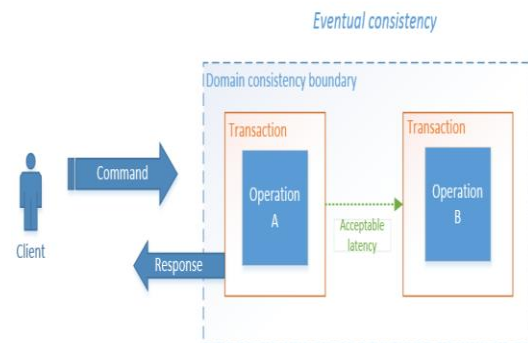 Eventual consistency
Domain consistency boundary
Transaction
Transaction
Command
Operation
A
Operation
B
Acceptable
latency
Client
Response